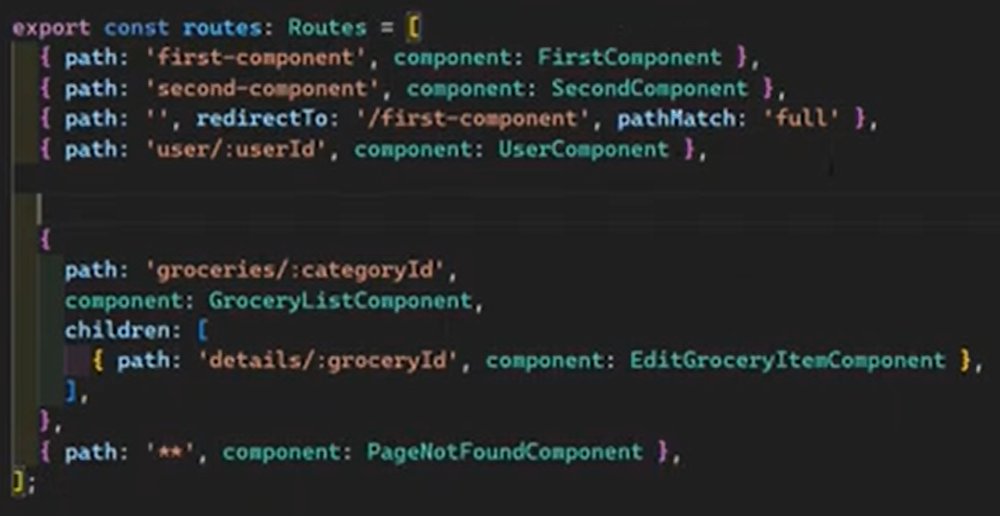 export const routes: Routes = [
{ path: 'first-component', component: FirstComponent },
{ path: 'second-component', component: SecondComponent },
{ path: '', redirectTo: '/first-component', pathMatch: 'full' },
{ path: 'user/:userId', component: UserComponent },
{
path: 'groceries/:categoryId',
component: GroceryListComponent,
children: [
{ path: 'details/:groceryId', component: EditGroceryItemComponent },
],
},
{ path: '**', component: PageNotFoundComponent },
];